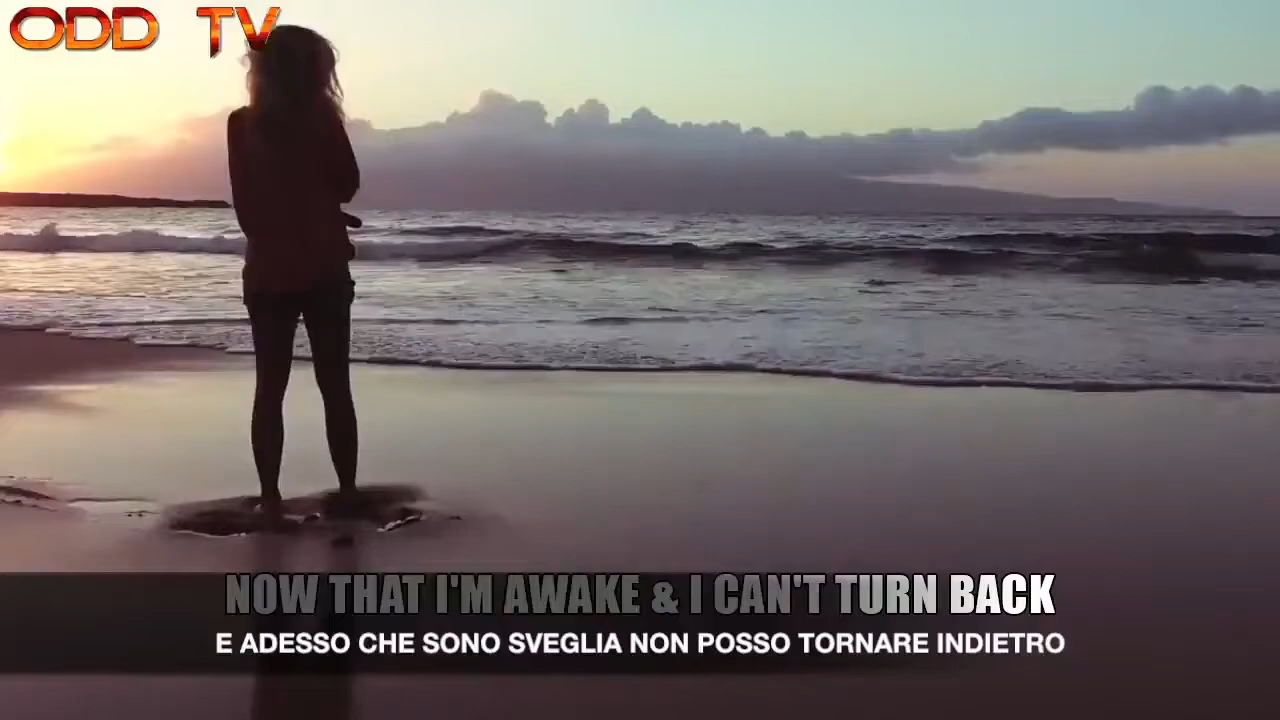 ODD TV
NOW THAT I'M AWAKE & I CAN'T TURN BACK
E ADESSO CHE SONO SVEGLIA NON POSSO TORNARE INDIETRO